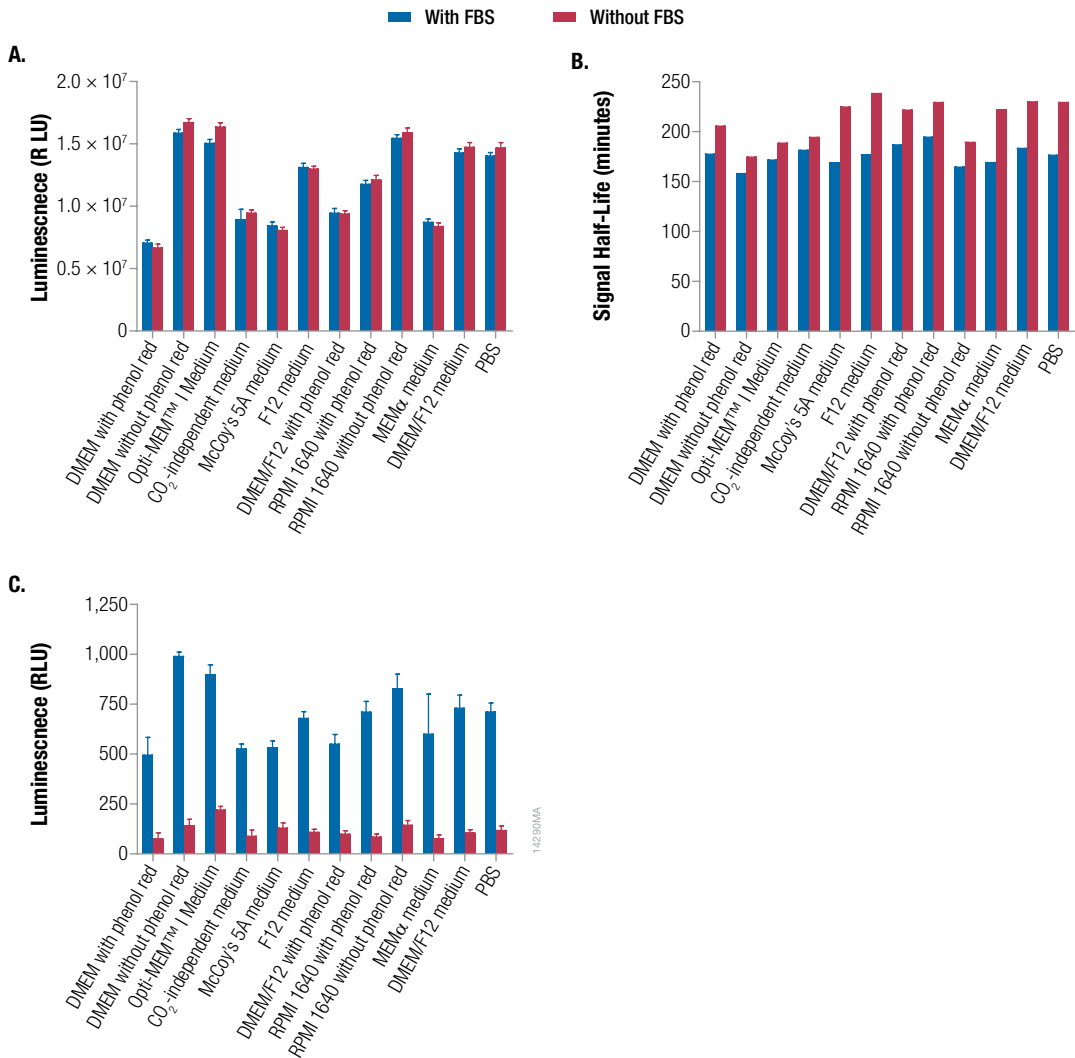 With FBS
Without FBS
A.
Luminescnece (R LU)
2.0 × 10⁷
1.5 × 10⁷
1.0 × 10⁷
0.5 × 10⁷
0
DMEM with phenol red
DMEM without phenol red
Opti-MEM™ I Medium
CO₂-independent medium
McCoy's 5A medium
F12 medium
DMEM/F12 with phenol red
RPMI 1640 with phenol red
RPMI 1640 without phenol red
MEMα medium
DMEM/F12 medium
PBS
B.
Signal Half-Life (minutes)
250
200
150
100
50
0
DMEM with phenol red
DMEM without phenol red
Opti-MEM™ I Medium
CO₂-independent medium
McCoy's 5A medium
F12 medium
DMEM/F12 with phenol red
RPMI 1640 with phenol red
RPMI 1640 without phenol red
MEMα medium
DMEM/F12 medium
PBS
C.
Luminescnece (RLU)
1,250
1,000
750
500
250
0
DMEM with phenol red
DMEM without phenol red
Opti-MEM™ I Medium
CO₂-independent medium
McCoy's 5A medium
F12 medium
DMEM/F12 with phenol red
RPMI 1640 with phenol red
RPMI 1640 without phenol red
MEMα medium
DMEM/F12 medium
PBS
14290MA